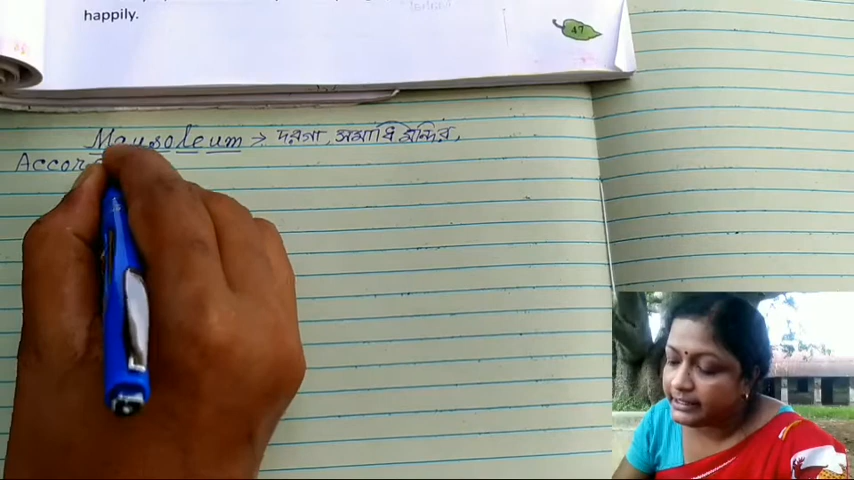 happily.
47
Mausoleum → দরগা, সমাধি মন্দির,
Accor